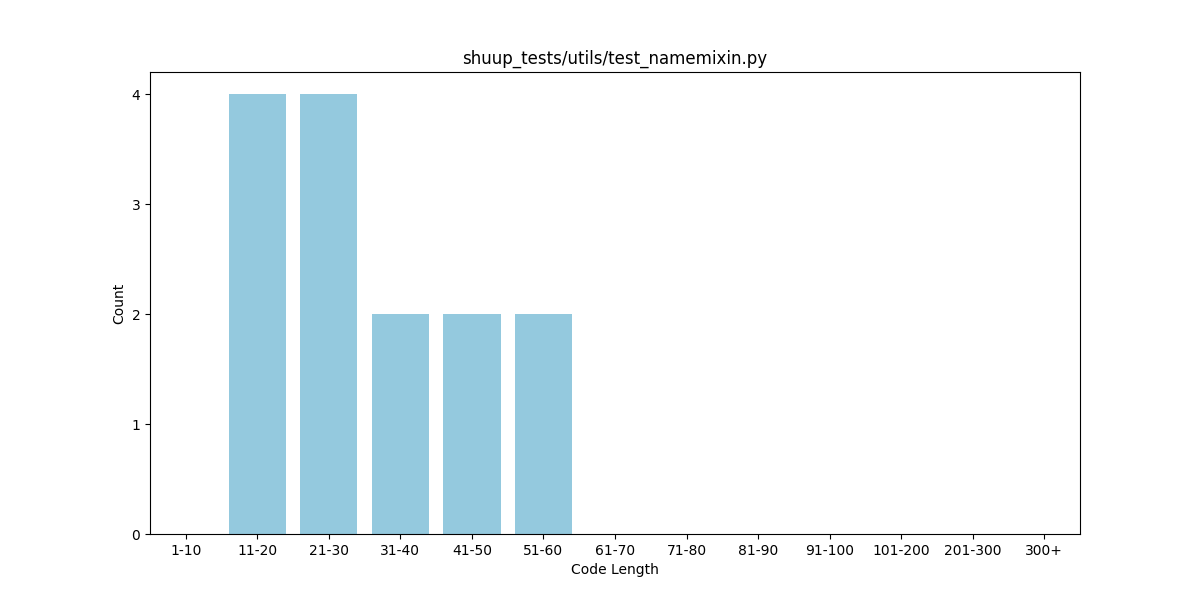 shuup_tests/utils/test_namemixin.py
4
3
2
1
0
Count
1-10 11-20 21-30 31-40 41-50 51-60 61-70 71-80 81-90 91-100 101-200 201-300 300+
Code Length